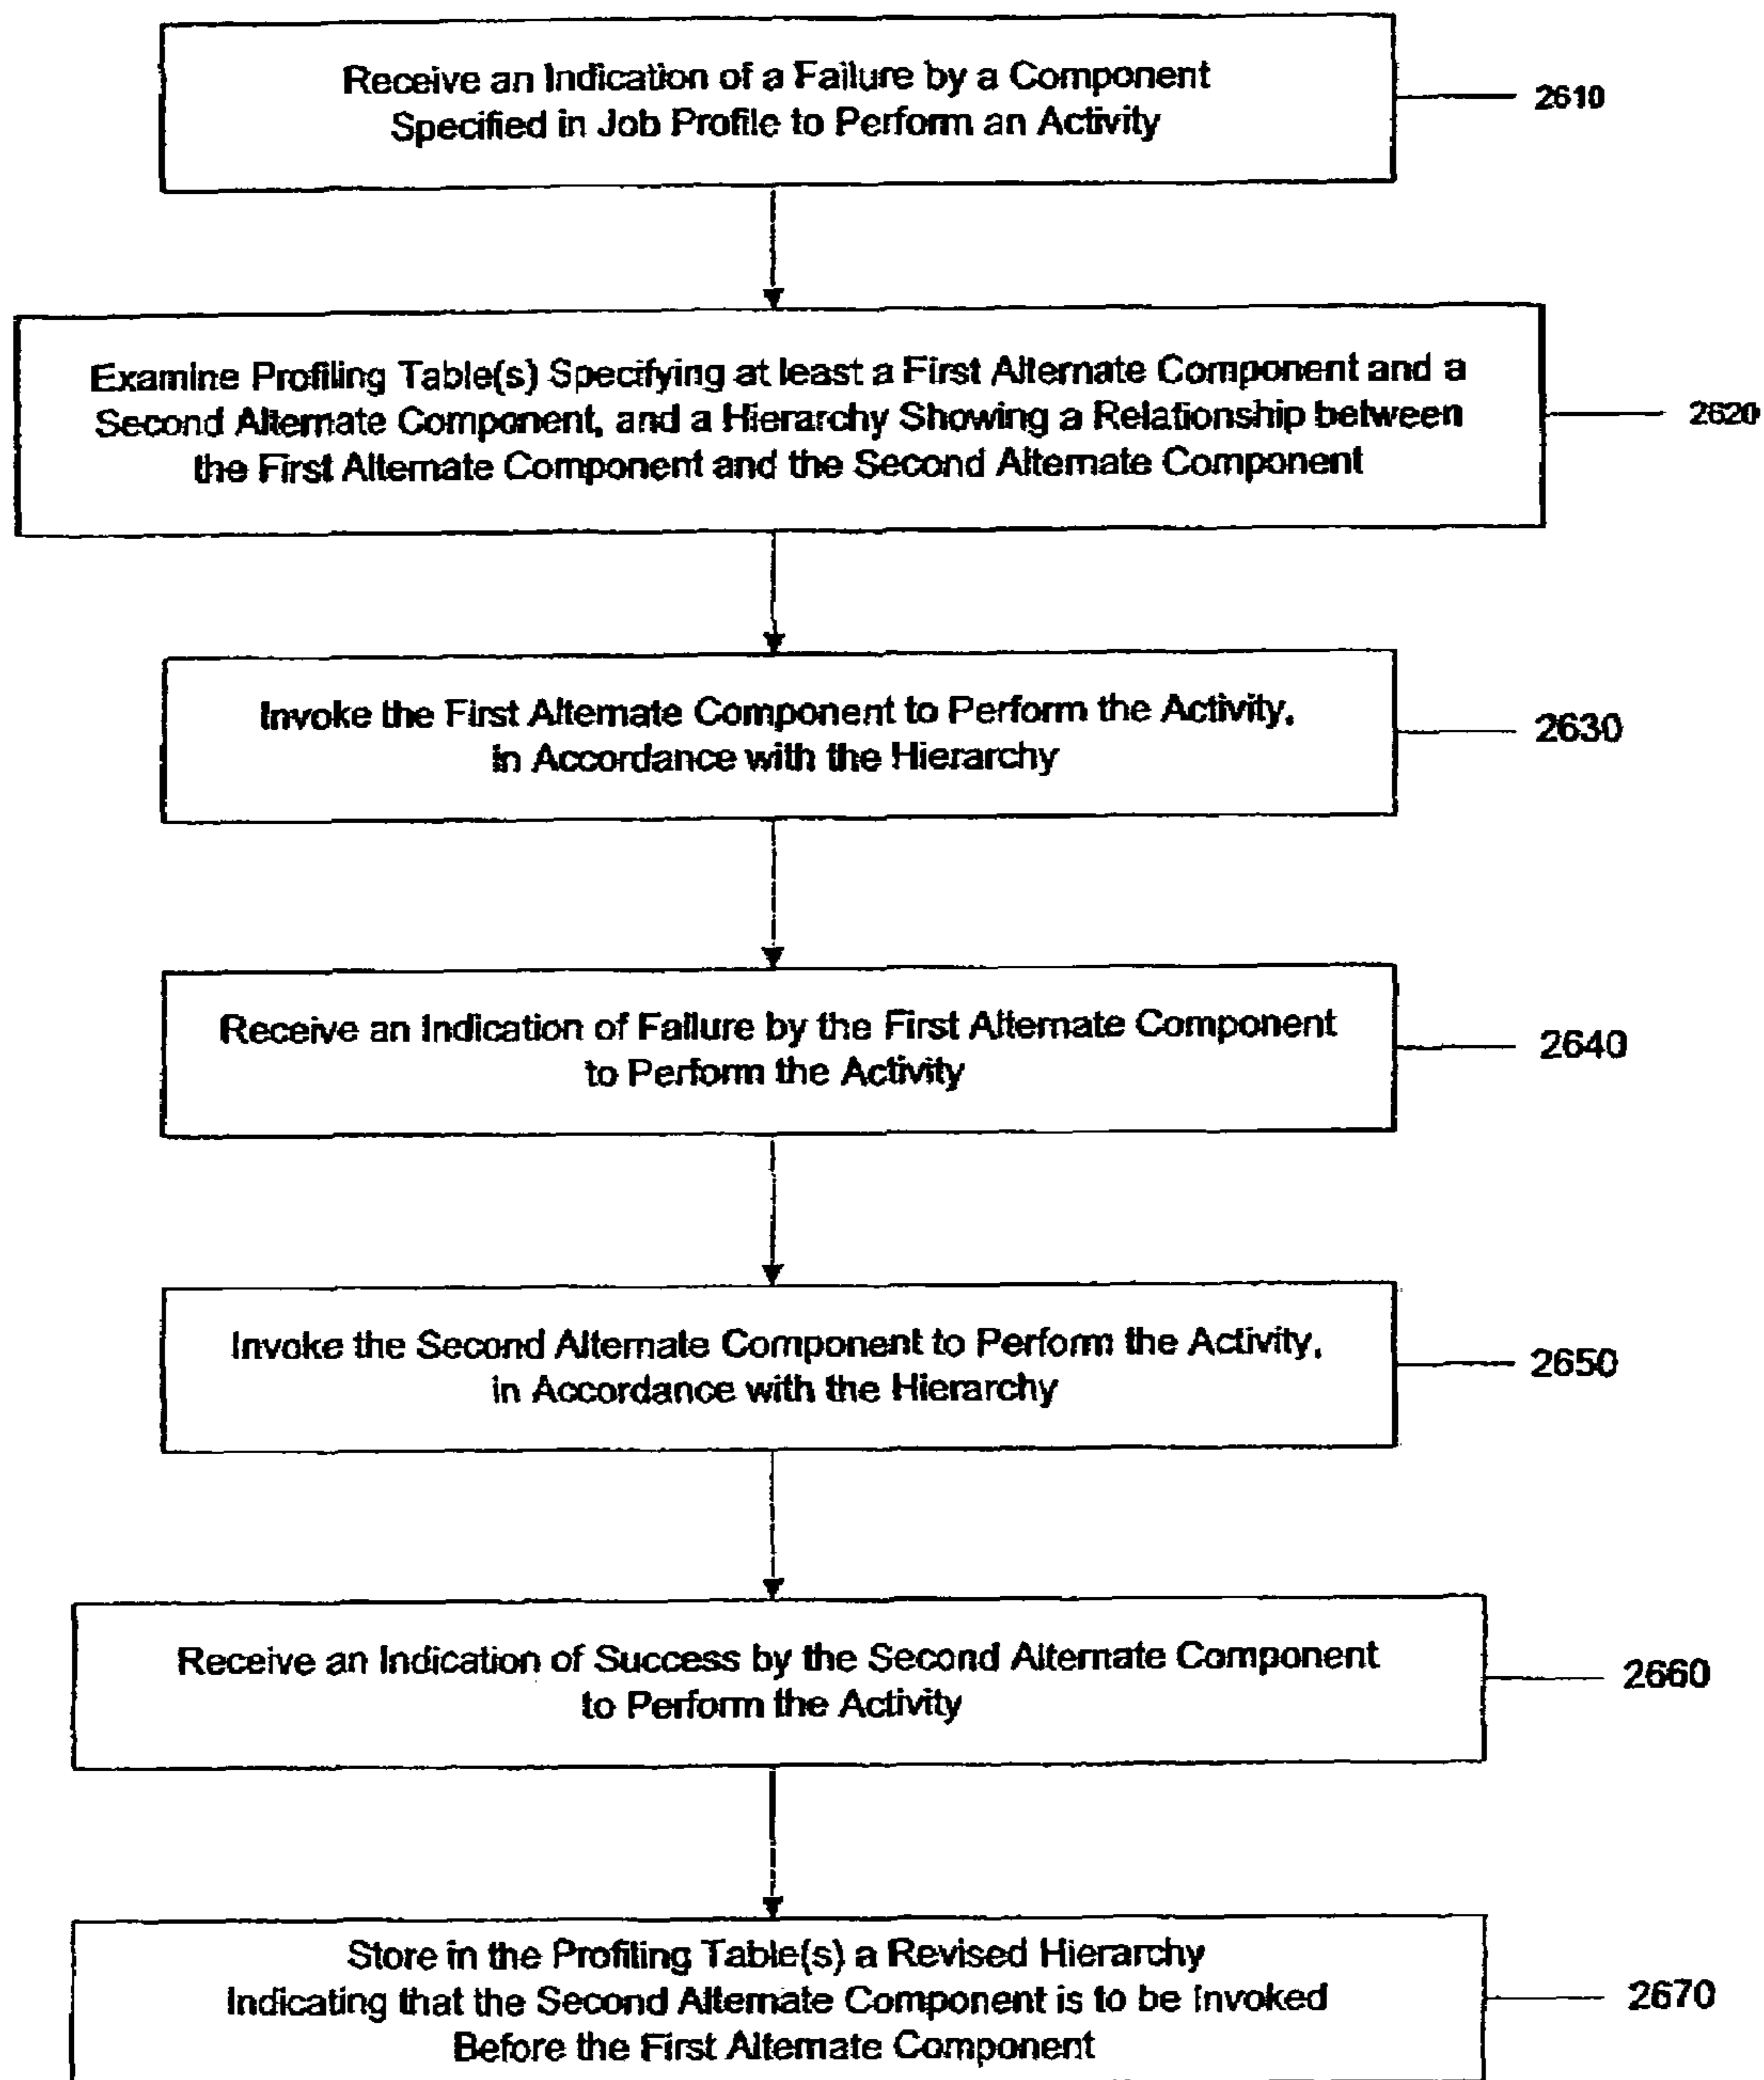 Receive an Indication of a Failure by a Component
Specified in Job Profile to Perform an Activity
2610
Examine Profiling Table(s) Specifying at least a First Alternate Component and a
Second Alternate Component, and a Hierarchy Showing a Relationship between
the First Alternate Component and the Second Alternate Component
2620
Invoke the First Alternate Component to Perform the Activity,
in Accordance with the Hierarchy
2630
Receive an Indication of Failure by the First Alternate Component
to Perform the Activity
2640
Invoke the Second Alternate Component to Perform the Activity,
in Accordance with the Hierarchy
2650
Receive an Indication of Success by the Second Alternate Component
to Perform the Activity
2660
Store in the Profiling Table(s) a Revised Hierarchy
Indicating that the Second Alternate Component is to be Invoked
Before the First Alternate Component
2670